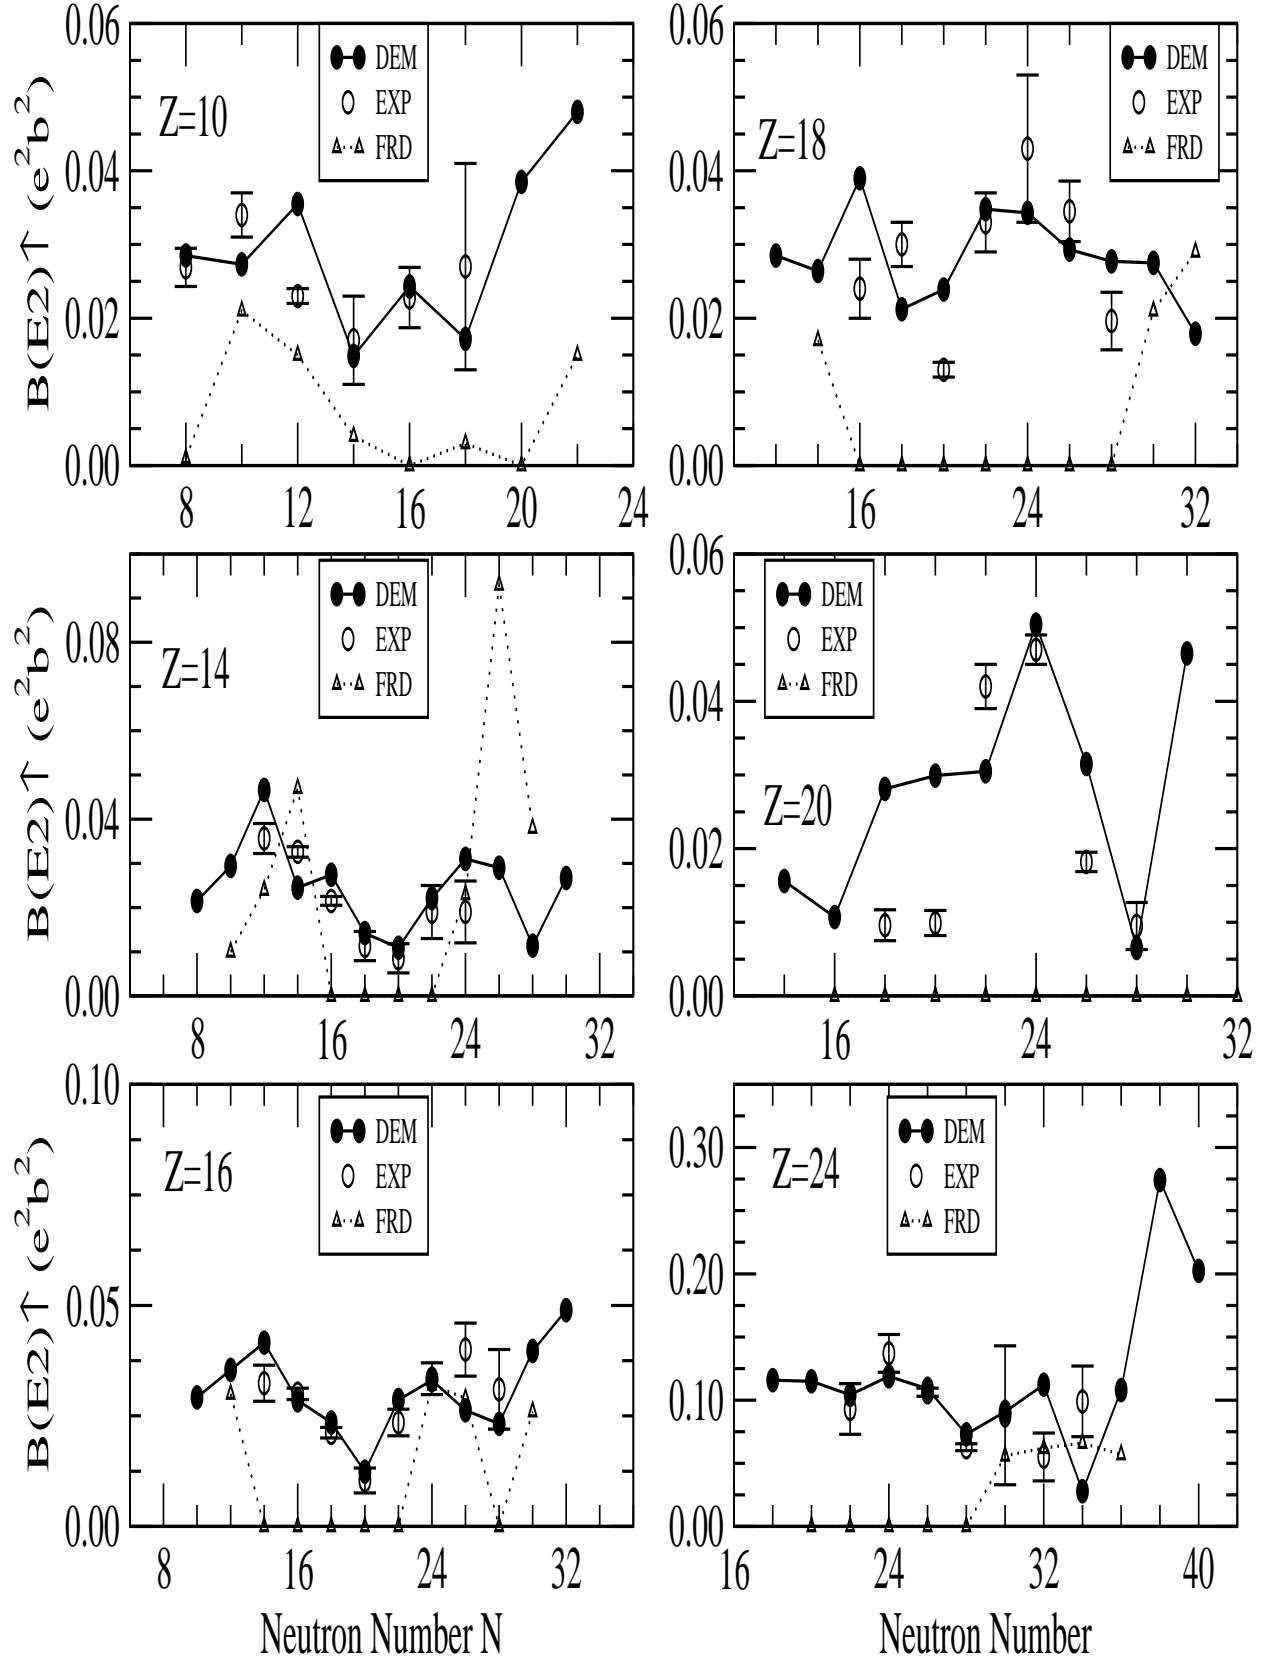 0.06
0.04
0.02
0.00
B(E2)↑ (e²b²)
Z=10
DEM
EXP
FRD
8 12 16 20 24
0.06
0.04
0.02
0.00
Z=18
DEM
EXP
FRD
16 24 32
0.08
0.04
0.00
B(E2)↑ (e²b²)
Z=14
DEM
EXP
FRD
8 16 24 32
0.06
0.04
0.02
0.00
DEM
EXP
FRD
Z=20
16 24 32
0.10
0.05
0.00
B(E2)↑ (e²b²)
Z=16
DEM
EXP
FRD
8 16 24 32
Neutron Number N
0.30
0.20
0.10
0.00
Z=24
DEM
EXP
FRD
16 24 32 40
Neutron Number